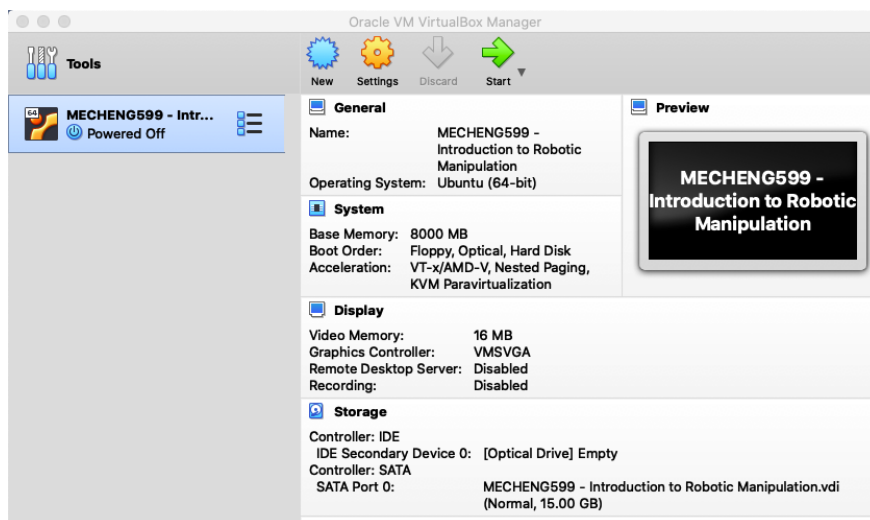 Oracle VM VirtualBox Manager
Tools
New Settings Discard Start
64
MECHENG599 - Intr...
Powered Off
General
Name: MECHENG599 -
Introduction to Robotic
Manipulation
Operating System: Ubuntu (64-bit)
System
Base Memory: 8000 MB
Boot Order: Floppy, Optical, Hard Disk
Acceleration: VT-x/AMD-V, Nested Paging,
KVM Paravirtualization
Preview
MECHENG599 -
Introduction to Robotic
Manipulation
Display
Video Memory: 16 MB
Graphics Controller: VMSVGA
Remote Desktop Server: Disabled
Recording: Disabled
Storage
Controller: IDE
IDE Secondary Device 0: [Optical Drive] Empty
Controller: SATA
SATA Port 0: MECHENG599 - Introduction to Robotic Manipulation.vdi
(Normal, 15.00 GB)